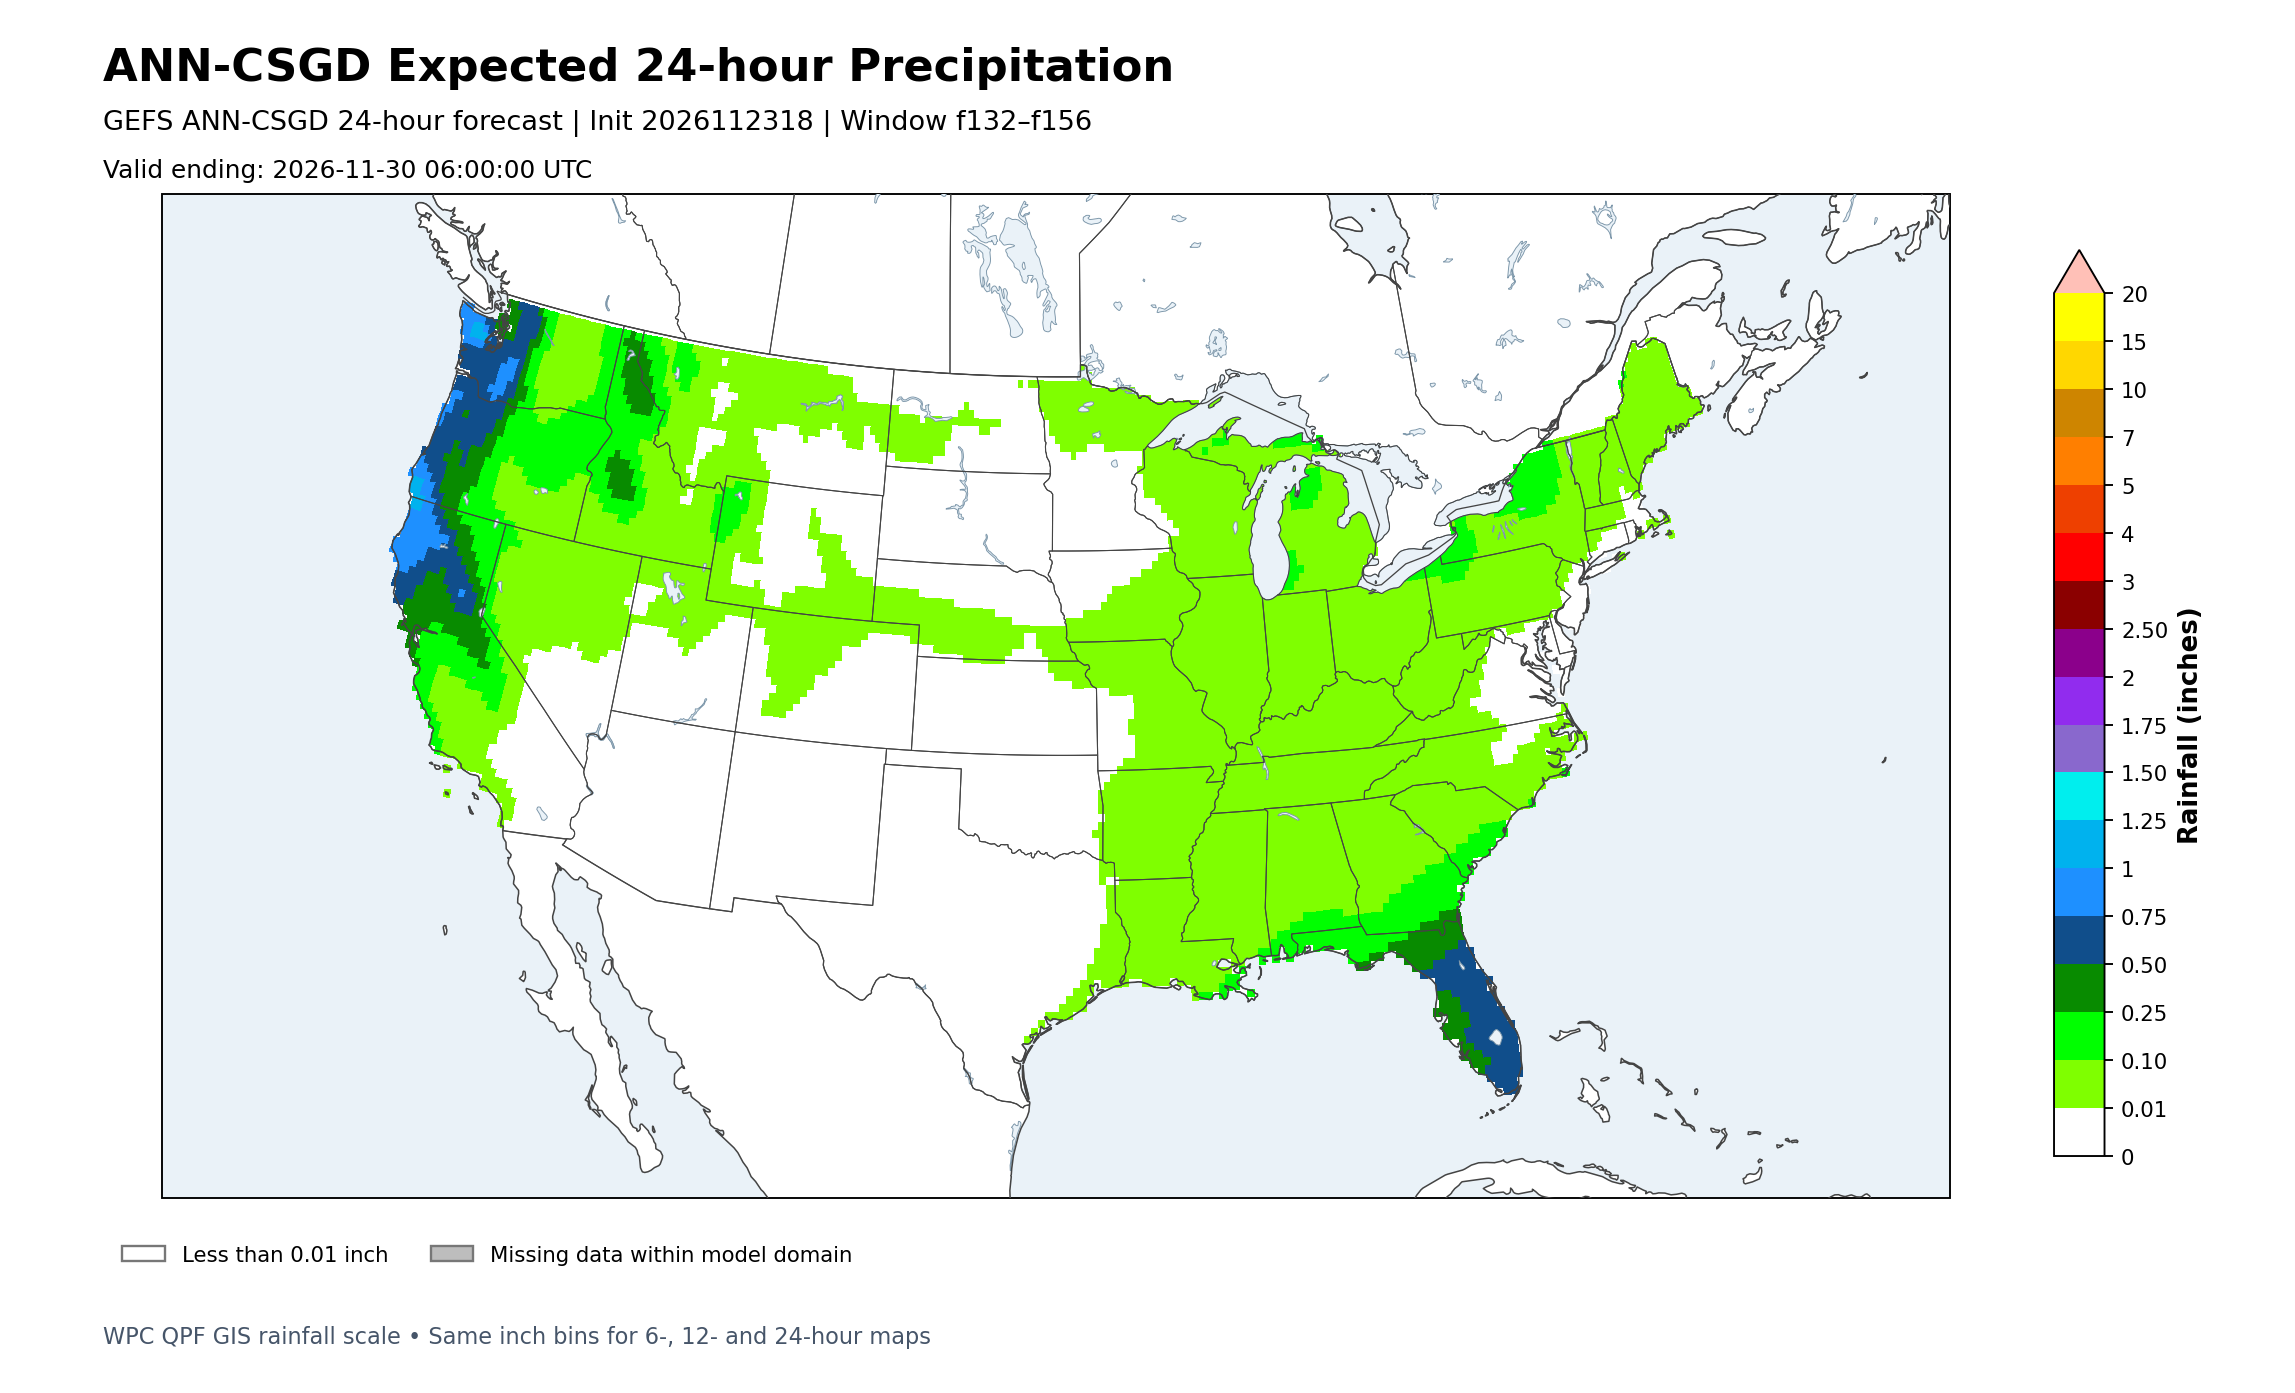 ANN-CSGD Expected 24-hour Precipitation
GEFS ANN-CSGD 24-hour forecast | Init 2026112318 | Window f132–f156
Valid ending: 2026-11-30 06:00:00 UTC
20
15
10
7
5
4
3
2.50
2
1.75
1.50
1.25
1
0.75
0.50
0.25
0.10
0.01
0
Rainfall (inches)
Less than 0.01 inch
Missing data within model domain
WPC QPF GIS rainfall scale • Same inch bins for 6-, 12- and 24-hour maps